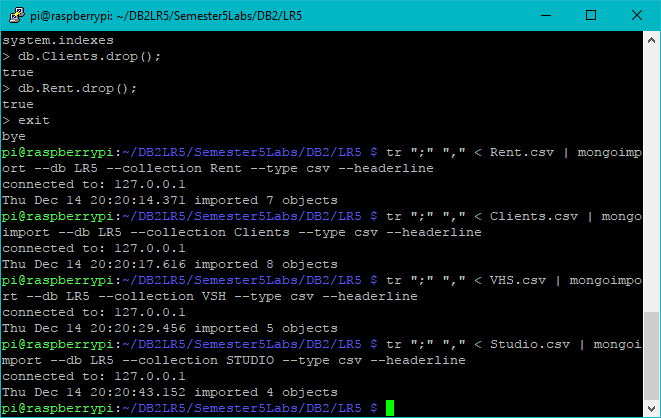 pi@raspberrypi: ~/DB2LR5/Semester5Labs/DB2/LR5
system.indexes
> db.Clients.drop();
true
> db.Rent.drop();
true
> exit
bye
pi@raspberrypi:~/DB2LR5/Semester5Labs/DB2/LR5 $ tr ";" "," < Rent.csv | mongoimp
ort --db LR5 --collection Rent --type csv --headerline
connected to: 127.0.0.1
Thu Dec 14 20:20:14.371 imported 7 objects
pi@raspberrypi:~/DB2LR5/Semester5Labs/DB2/LR5 $ tr ";" "," < Clients.csv | mongo
import --db LR5 --collection Clients --type csv --headerline
connected to: 127.0.0.1
Thu Dec 14 20:20:17.616 imported 8 objects
pi@raspberrypi:~/DB2LR5/Semester5Labs/DB2/LR5 $ tr ";" "," < VHS.csv | mongoimpo
rt --db LR5 --collection VSH --type csv --headerline
connected to: 127.0.0.1
Thu Dec 14 20:20:29.456 imported 5 objects
pi@raspberrypi:~/DB2LR5/Semester5Labs/DB2/LR5 $ tr ";" "," < Studio.csv | mongoi
mport --db LR5 --collection STUDIO --type csv --headerline
connected to: 127.0.0.1
Thu Dec 14 20:20:43.152 imported 4 objects
pi@raspberrypi:~/DB2LR5/Semester5Labs/DB2/LR5 $